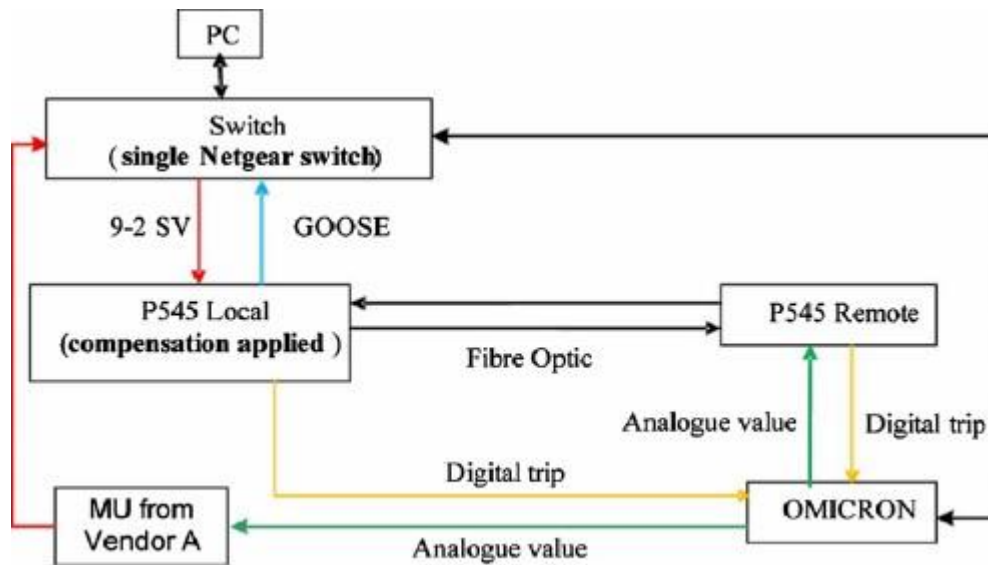 PC
Switch
( single Netgear switch)
9-2 SV
GOOSE
P545 Local
(compensation applied )
P545 Remote
Fibre Optic
Analogue value
Digital trip
Digital trip
MU from
Vendor A
OMICRON
Analogue value